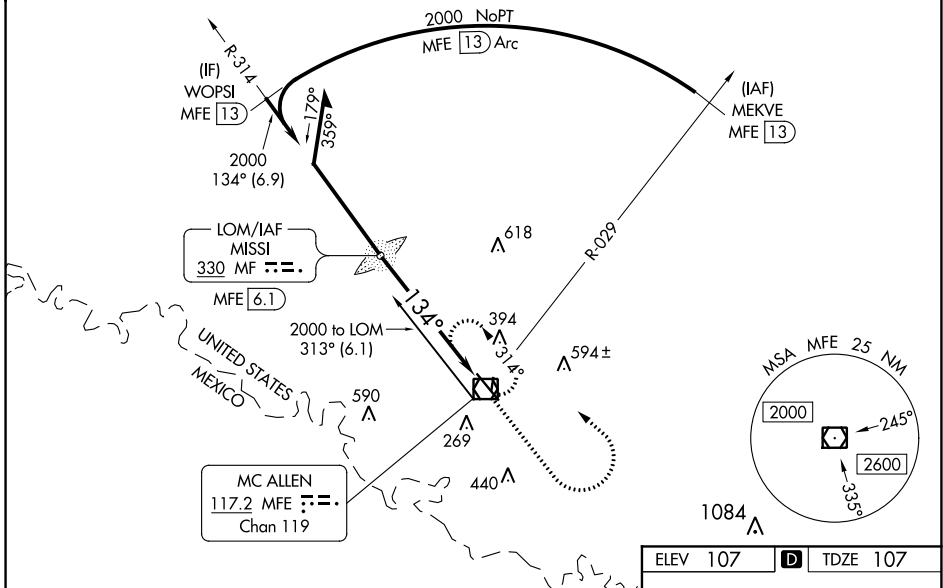 2000 NoPT
MFE 13 Arc
R-314
(IF)
WOPSI
MFE 13
179°
359°
2000
134° (6.9)
(IAF)
MEKVE
MFE 13
R-029
LOM/IAF
MISSI
330 MF
MFE 6.1
618
134°
2000 to LOM
313° (6.1)
394
314°
594±
UNITED STATES
MEXICO
590
269
440
MC ALLEN
117.2 MFE
Chan 119
MSA MFE 25 NM
2000
245°
2600
335°
1084
ELEV 107 D TDZE 107